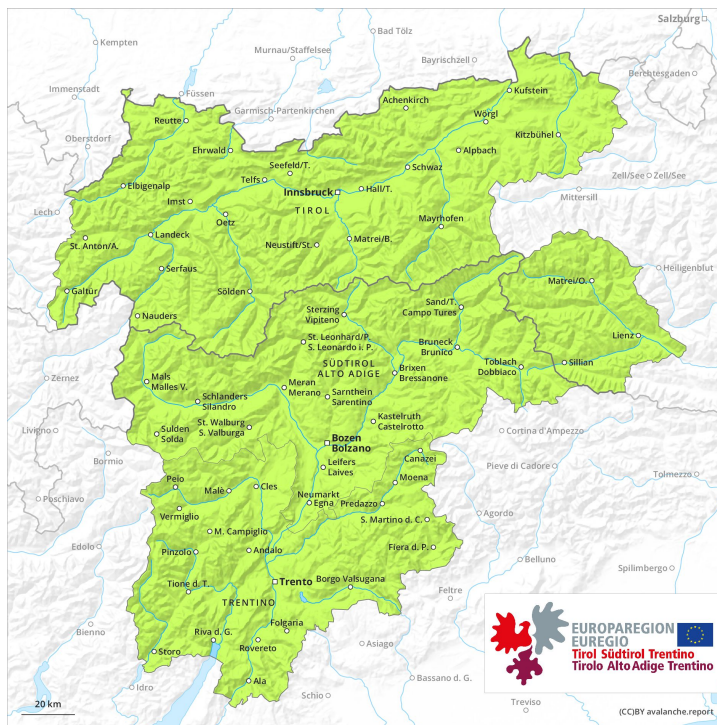 Salzburg
Kempten
Bad Tölz
Murnau/Staffelsee
Bayrischzell
Berchtesgaden
Immenstadt
Füssen
Garmisch-Partenkirchen
Achenkirch
Kufstein
Reutte
Wörgl
Oberstdorf
Ehrwald
Kitzbühel
Alpbach
Seefeld/T.
Schwaz
Zell/See
Zell/See
Telfs
Elbigenalp
Innsbruck
Hall/T.
Mittersill
Imst
TIROL
Lech
Oetz
Mayrhofen
St. Anton/A.
Landeck
Neustift/St.
Matrei/B.
Serfaus
Heiligenblut
Galtür
Sölden
Matrei/O.
Nauders
Sand/T.
Campo Tures
Sterzing
Vipiteno
Lienz
St. Leonhard/P.
S. Leonardo i. P.
Bruneck
Brunico
Toblach
Dobbiaco
Sillian
SÜDTIROL
ALTO ADIGE
Brixen
Bressanone
Zernez
Mals
Malles V.
Meran
Merano
Sarnthein
Sarentino
Schlanders
Silandro
St. Walburg
S. Valburga
Kastelruth
Castelrotto
Livigno
Sulden
Solda
Cortina d'Ampezzo
Bozen
Bolzano
Bormio
Canazei
Leifers
Laives
Pieve di Cadore
Tolmezzo
Poschiavo
Peio
Malè
Cles
Moena
Neumarkt
Egna
Predazzo
Vermiglio
Agordo
S. Martino d. C.
M. Campiglio
Edolo
Pinzolo
Andalo
Fiera d. P.
Belluno
Spilimbergo
Tione d. T.
Trento
Borgo Valsugana
Feltre
TRENTINO
Bienno
Folgaria
Riva d. G.
Rovereto
Asiago
Storo
Ala
Bassano d. G.
Idro
Schio
Treviso
EUROPAREGION
EUREGIO
Tirol Südtirol Trentino
Tirolo Alto Adige Trentino
20 km
(CC)BY avalanche.report